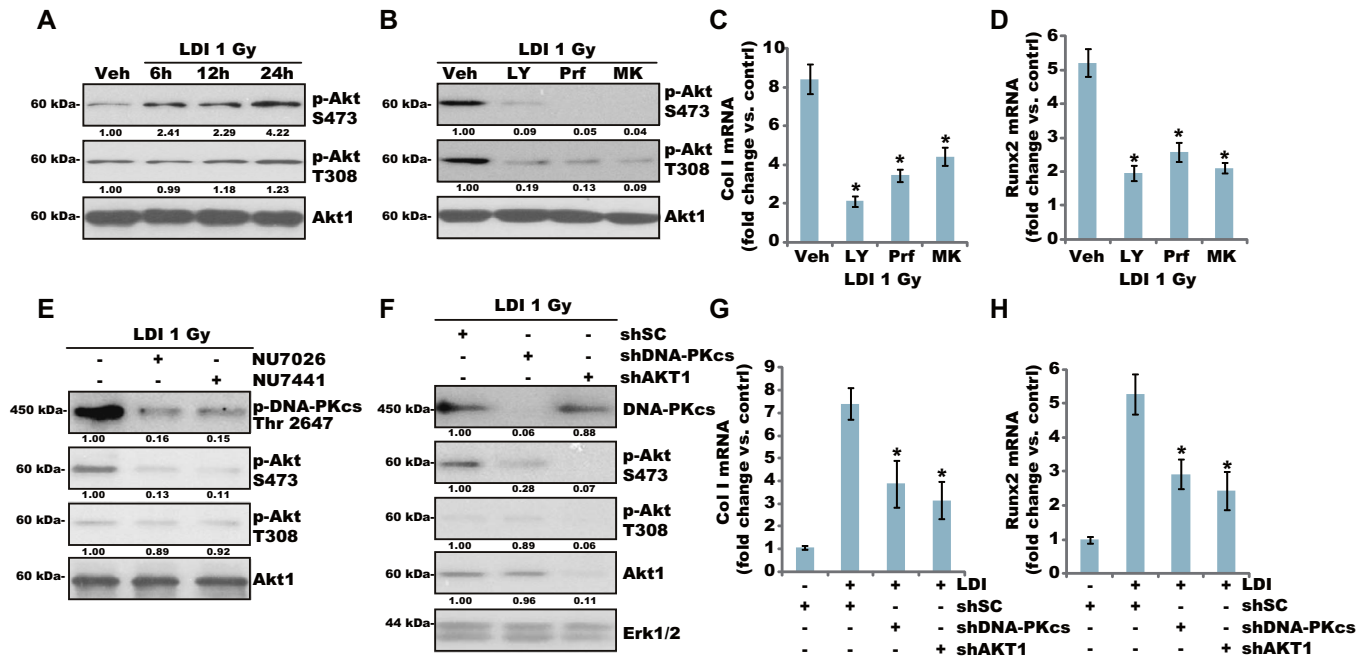 A
LDI 1 Gy
Veh 6h 12h 24h
60 kDa-
p-Akt
S473
1.00 2.41 2.29 4.22
60 kDa-
p-Akt
T308
1.00 0.99 1.18 1.23
60 kDa-
Akt1
B
LDI 1 Gy
Veh LY Prf MK
60 kDa-
p-Akt
S473
1.00 0.09 0.05 0.04
60 kDa-
p-Akt
T308
1.00 0.19 0.13 0.09
60 kDa-
Akt1
C
Col I mRNA
(fold change vs. contrl)
10
8
6
4
2
0
* * *
Veh LY Prf MK
LDI 1 Gy
D
Runx2 mRNA
(fold change vs. contrl)
6
5
4
3
2
1
0
* * *
Veh LY Prf MK
LDI 1 Gy
E
LDI 1 Gy
- + - NU7026
- - + NU7441
450 kDa-
p-DNA-PKcs
Thr 2647
1.00 0.16 0.15
60 kDa-
p-Akt
S473
1.00 0.13 0.11
60 kDa-
p-Akt
T308
1.00 0.89 0.92
60 kDa-
Akt1
F
LDI 1 Gy
+ - - shSC
- + - shDNA-PKcs
- - + shAKT1
450 kDa-
DNA-PKcs
1.00 0.06 0.88
60 kDa-
p-Akt
S473
1.00 0.28 0.07
60 kDa-
p-Akt
T308
1.00 0.89 0.06
60 kDa-
Akt1
1.00 0.96 0.11
44 kDa-
Erk1/2
G
Col I mRNA
(fold change vs. contrl)
9
8
7
6
5
4
3
2
1
0
* *
- + + + LDI
+ + - - shSC
- - + - shDNA-PKcs
- - - + shAKT1
H
Runx2 mRNA
(fold change vs. contrl)
6
5
4
3
2
1
0
* *
- + + + LDI
+ + - - shSC
- - + - shDNA-PKcs
- - - + shAKT1